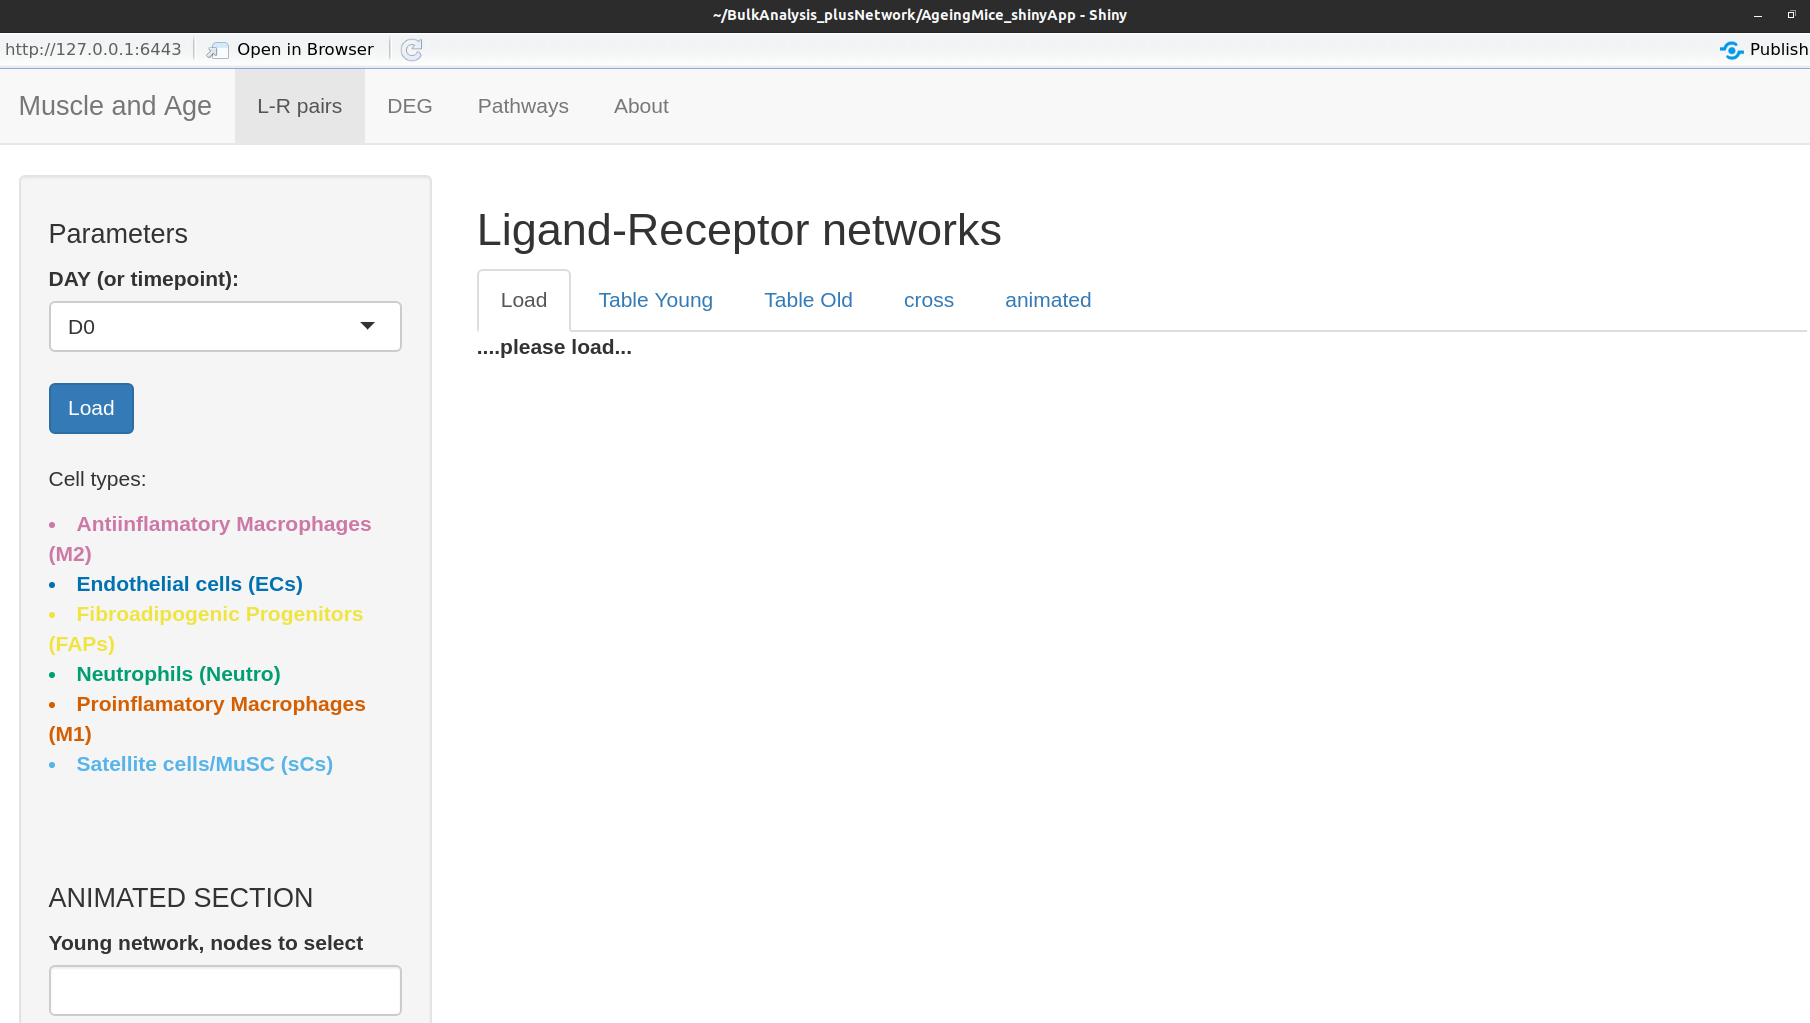 ~/BulkAnalysis_plusNetwork/AgeingMice_shinyApp - Shiny
http://127.0.0.1:6443 Open in Browser Publish
Muscle and Age L-R pairs DEG Pathways About
Parameters
DAY (or timepoint):
D0
Load
Cell types:
• Antiinflamatory Macrophages
(M2)
• Endothelial cells (ECs)
• Fibroadipogenic Progenitors
(FAPs)
• Neutrophils (Neutro)
• Proinflamatory Macrophages
(M1)
• Satellite cells/MuSC (sCs)
ANIMATED SECTION
Young network, nodes to select
Ligand-Receptor networks
Load Table Young Table Old cross animated
....please load...